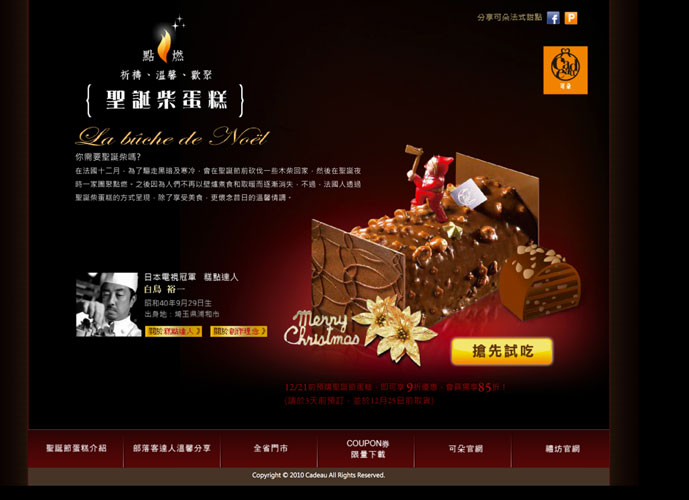 分享可朵法式甜點
點燃
祈禱、溫馨、歡聚
{聖誕柴蛋糕}
Cadeau
可朵
La bûche de Noël
你需要聖誕柴嗎?
在法國十二月，為了驅走黑暗及寒冷，會在聖誕節前砍伐一些木柴回家，然後在聖誕夜
時一家團聚點燃。之後因為人們不再以壁爐煮食和取暖而逐漸消失，不過，法國人透過
聖誕柴蛋糕的方式呈現，除了享受美食，更懷念昔日的溫馨情調。
日本電視冠軍 糕點達人
白鳥 裕一
昭和40年9月29日生
出身地：埼玉県浦和市
關於糕點達人》
關於創作理念》
Merry
Christmas
搶先試吃
12/21前預購聖誕節蛋糕，即可享9折優惠，會員獨享85折！
(請於5天前預訂，並於12月25日前取貨)
聖誕節蛋糕介紹
部落客達人溫馨分享
全省門市
COUPON券
限量下載
可朵官網
禮坊官網
Copyright © 2010 Cadeau All Rights Reserved.